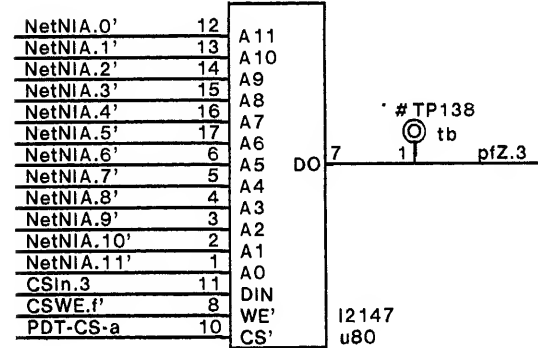 NetNIA.0' 12 A11
NetNIA.1' 13 A10
NetNIA.2' 14 A9
NetNIA.3' 15 A8
NetNIA.4' 16 A7
NetNIA.5' 17 A6
NetNIA.6' 6 A5 DO 7 1 pfZ.3
NetNIA.7' 5 A4
NetNIA.8' 4 A3
NetNIA.9' 3 A2
NetNIA.10' 2 A1
NetNIA.11' 1 A0
CSIn.3 11 DIN
CSWE.f' 8 WE' I2147
PDT-CS-a 10 CS' u80
#TP138
tb